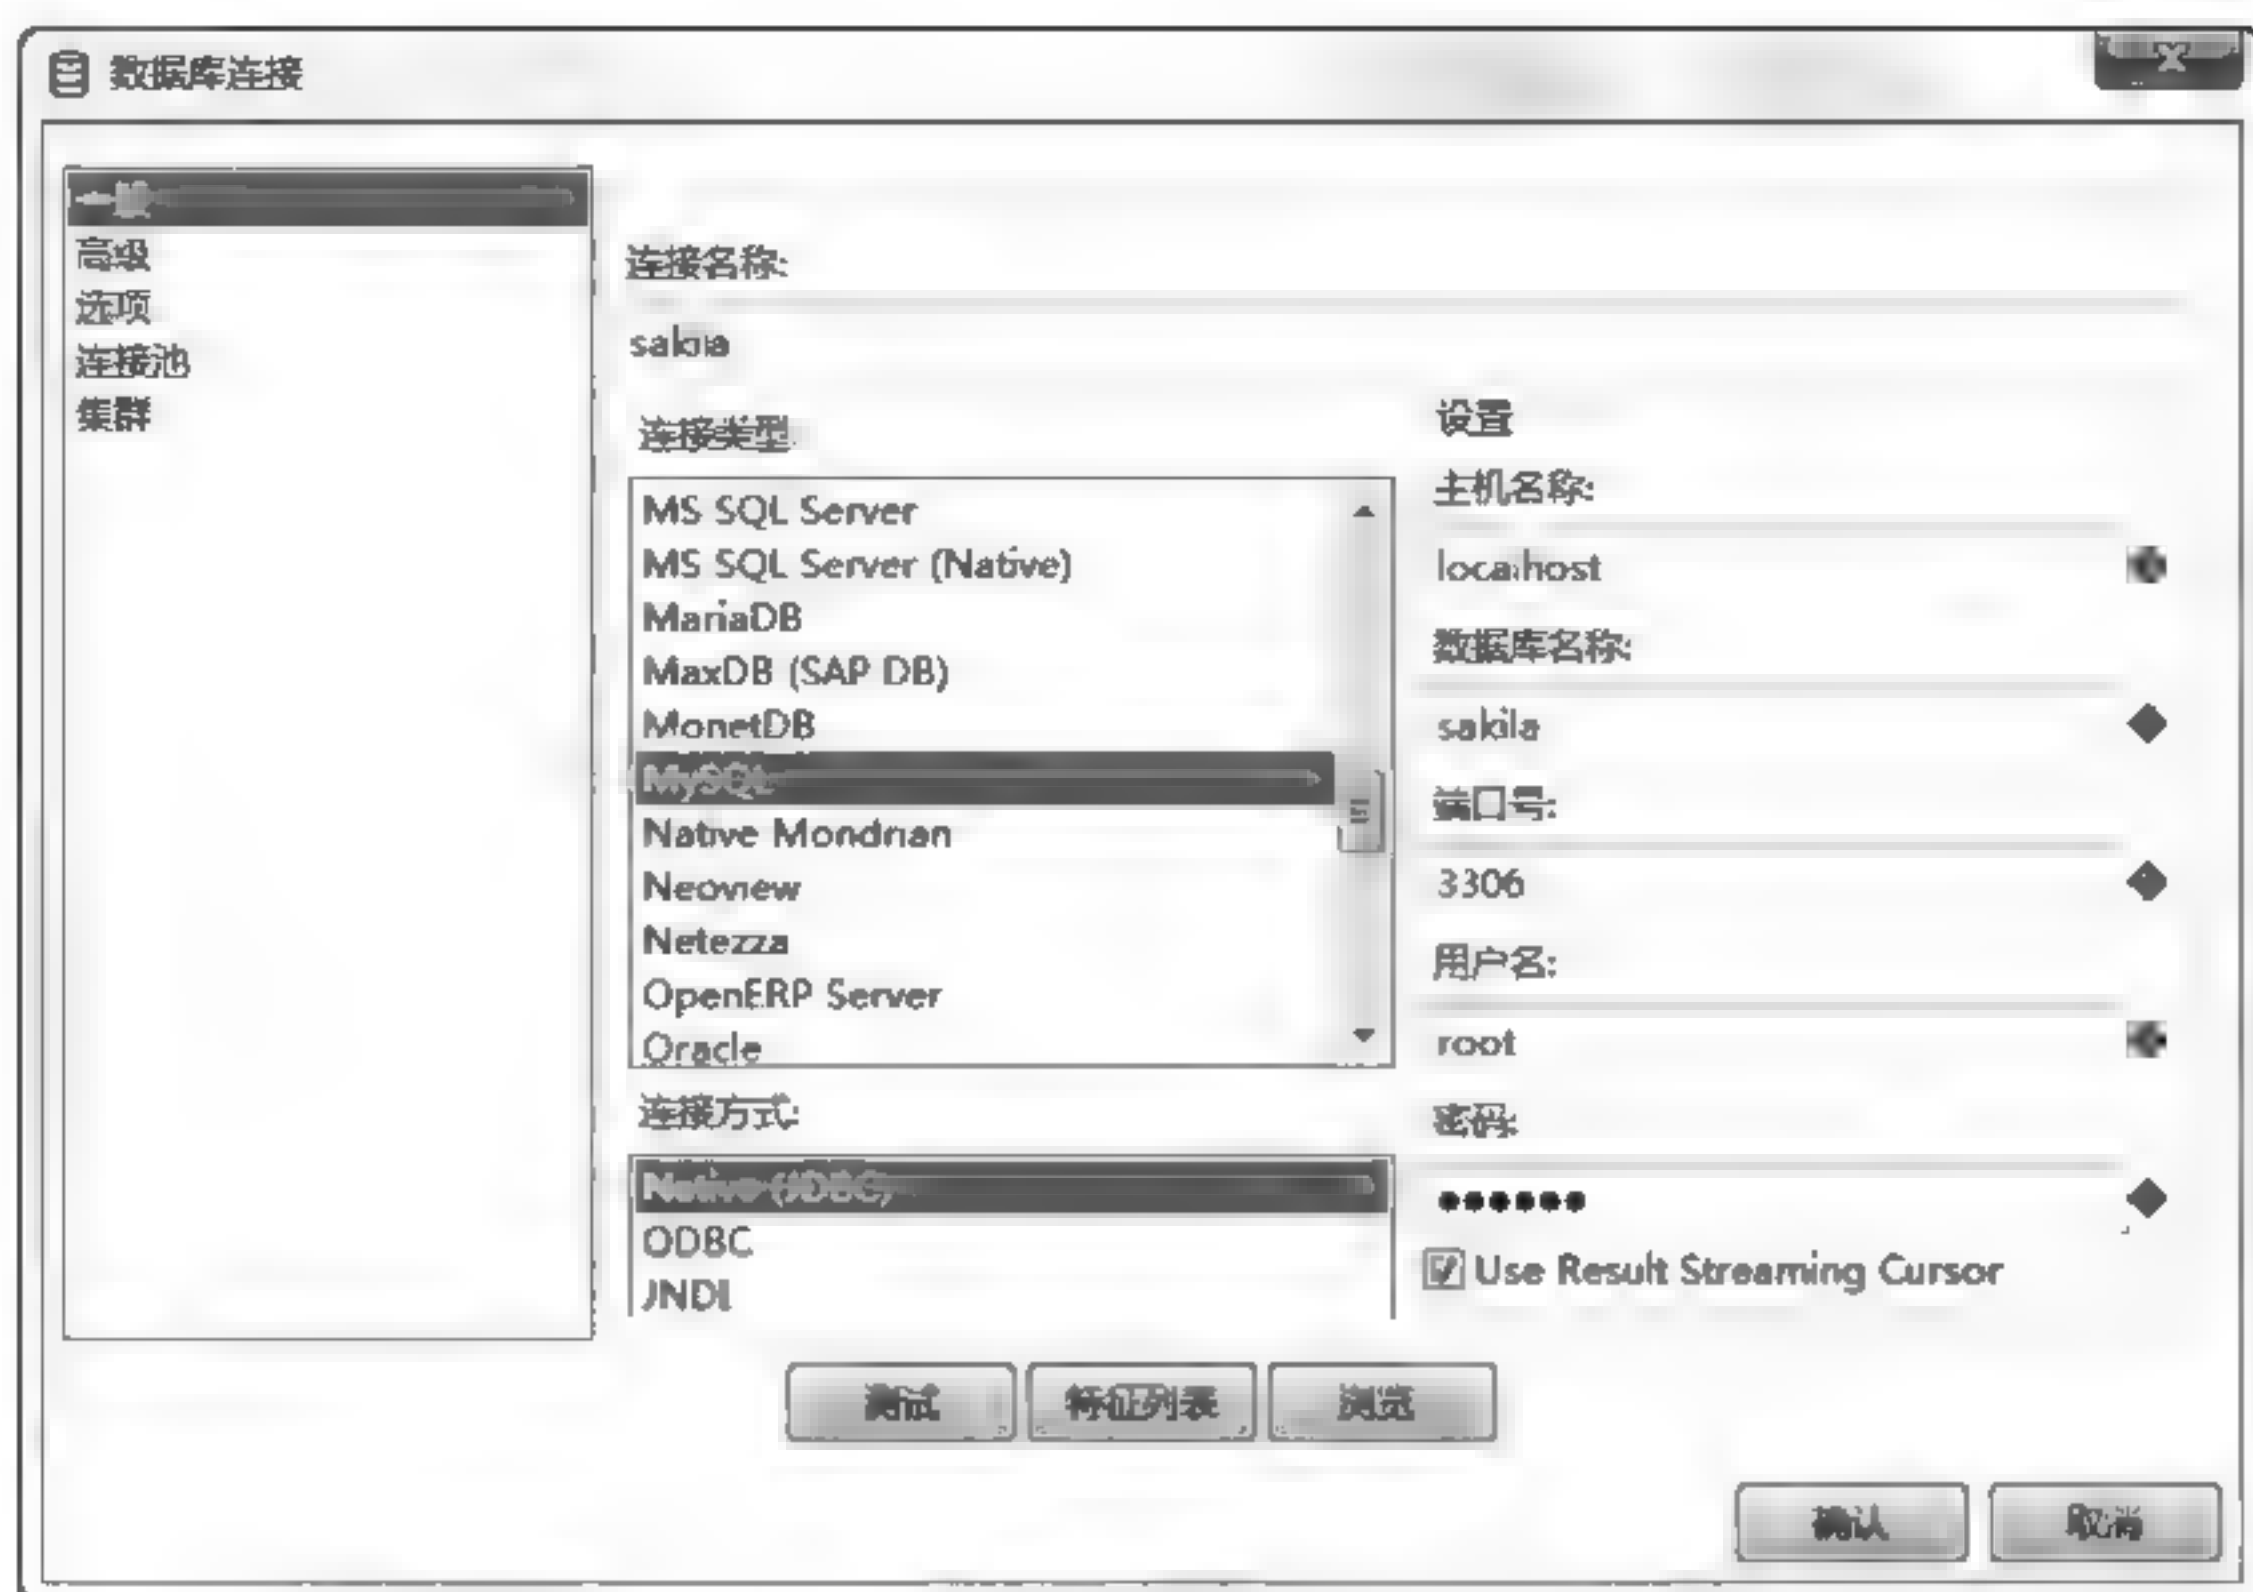 数据库连接
一般
高级
选项
连接池
集群
连接名称:
sakila
连接类型
MS SQL Server
MS SQL Server (Native)
MariaDB
MaxDB (SAP DB)
MonetDB
MySQL
Native Mondrian
Neoview
Netezza
OpenERP Server
Oracle
连接方式:
Native (JDBC)
ODBC
JNDI
设置
主机名称:
localhost
数据库名称:
sakila
端口号:
3306
用户名:
root
密码:
●●●●●●
Use Result Streaming Cursor
测试 特征列表 浏览
确认 取消